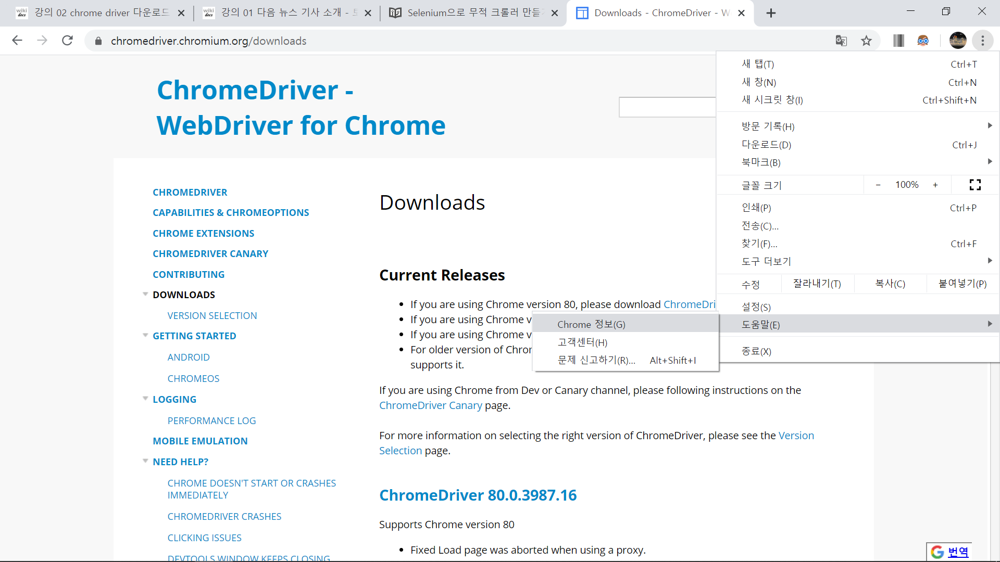 wiki docs 강의 02 chrome driver 다운로드
wiki docs 강의 01 다음 뉴스 기사 소개 -
Selenium으로 무적 크롤러 만들
Downloads - ChromeDriver - W
chromedriver.chromium.org/downloads
ChromeDriver -
WebDriver for Chrome
CHROMEDRIVER
CAPABILITIES & CHROMEOPTIONS
CHROME EXTENSIONS
CHROMEDRIVER CANARY
CONTRIBUTING
DOWNLOADS
VERSION SELECTION
GETTING STARTED
ANDROID
CHROMEOS
LOGGING
PERFORMANCE LOG
MOBILE EMULATION
NEED HELP?
CHROME DOESN'T START OR CRASHES
IMMEDIATELY
CHROMEDRIVER CRASHES
CLICKING ISSUES
DEVTOOLS WINDOW KEEPS CLOSING
Downloads
Current Releases
If you are using Chrome version 80, please download ChromeDri
If you are using Chrome v
If you are using Chrome v
For older version of Chror
supports it.
If you are using Chrome from Dev or Canary channel, please following instructions on the
ChromeDriver Canary page.
For more information on selecting the right version of ChromeDriver, please see the Version
Selection page.
ChromeDriver 80.0.3987.16
Supports Chrome version 80
Fixed Load page was aborted when using a proxy.
새 탭(T) Ctrl+T
새 창(N) Ctrl+N
새 시크릿 창(I) Ctrl+Shift+N
방문 기록(H)
다운로드(D) Ctrl+J
북마크(B)
글꼴 크기 - 100% +
인쇄(P) Ctrl+P
전송(C)...
찾기(F)... Ctrl+F
도구 더보기
수정 잘라내기(T) 복사(C) 붙여넣기(P)
설정(S)
도움말(E)
종료(X)
Chrome 정보(G)
고객센터(H)
문제 신고하기(R)... Alt+Shift+I
번역